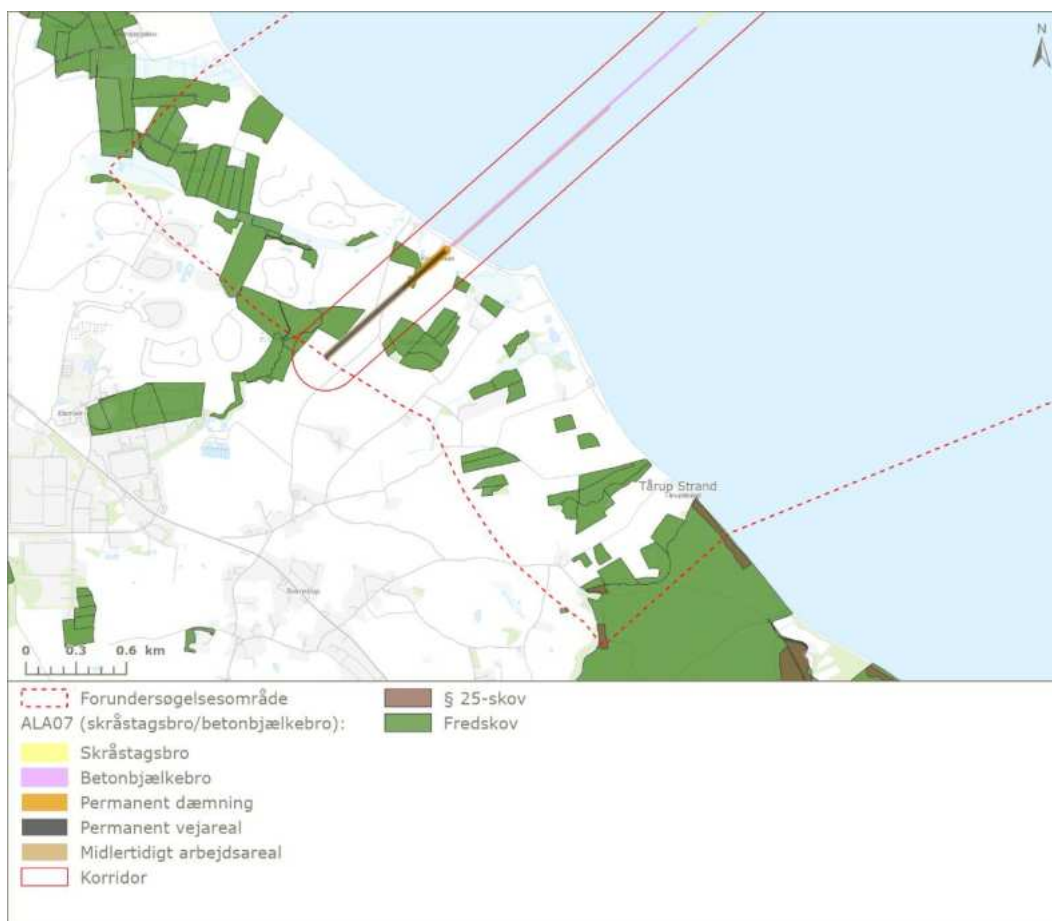 N
Tårup Strand
0 0.3 0.6 km
Forundersøgelsesområde
ALA07 (skråstagsbro/betonbjælkebro):
Skråstagsbro
Betonbjælkebro
Permanent dæmning
Permanent vejareal
Midlertidigt arbejdsareal
Korridor
§ 25-skov
Fredskov